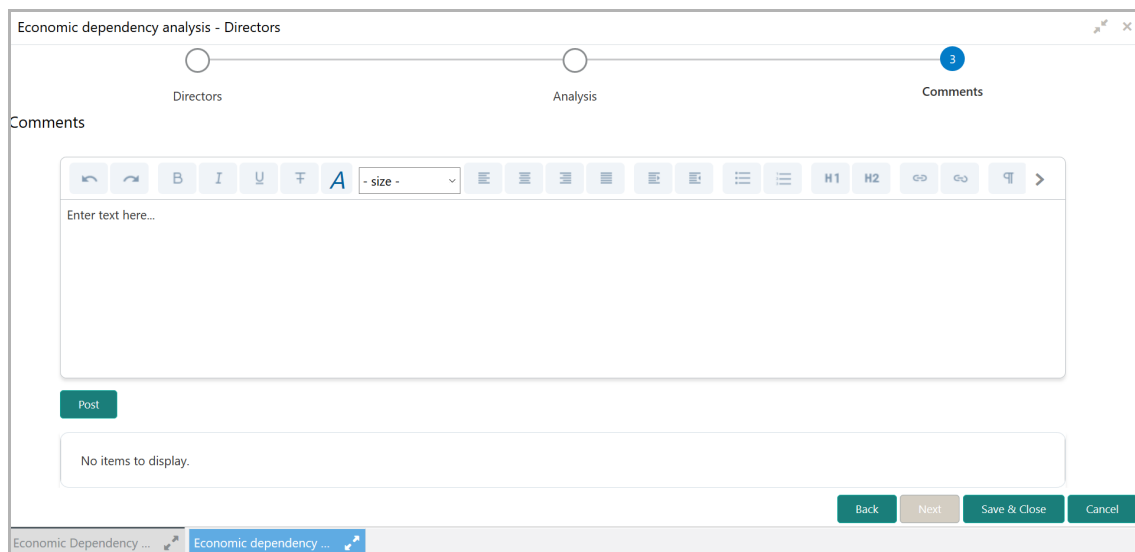 Economic dependency analysis - Directors
3
Directors
Analysis
Comments
Comments
B I U T A - size - H1 H2 ¶
Enter text here...
Post
No items to display.
Back Next Save & Close Cancel
Economic Dependency ... Economic dependency ...